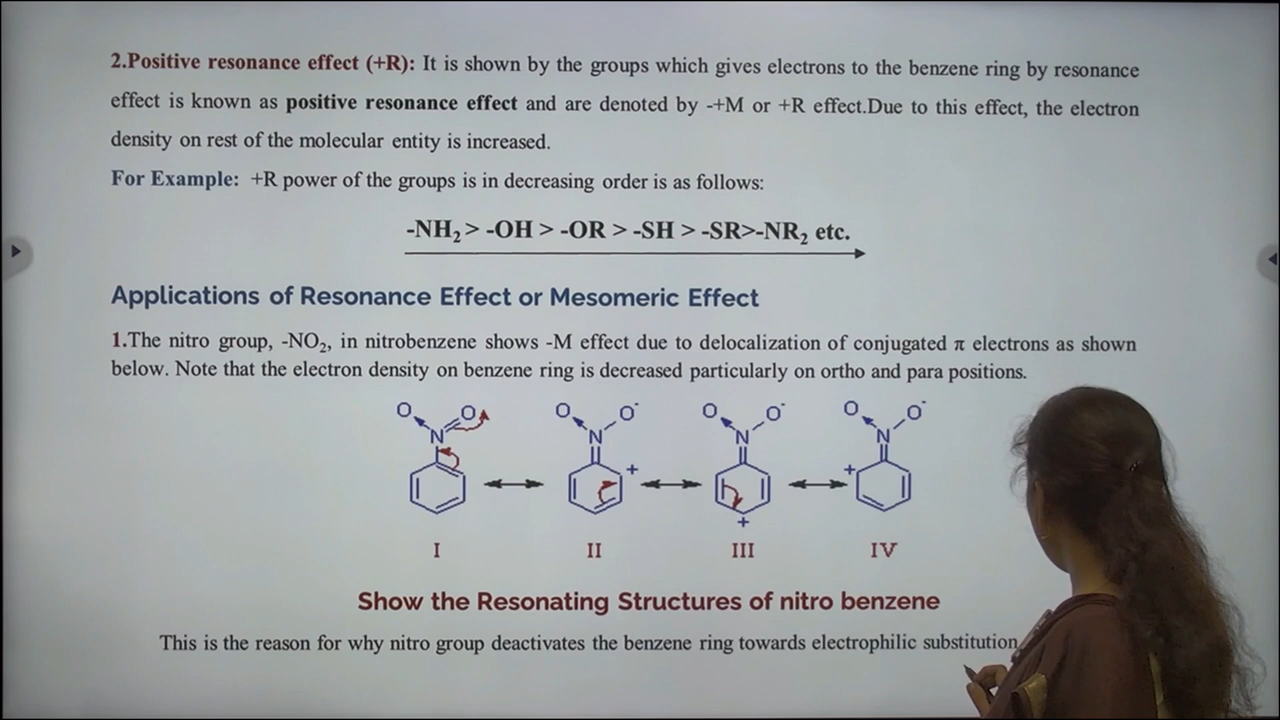 2.Positive resonance effect (+R): It is shown by the groups which gives electrons to the benzene ring by resonance
effect is known as positive resonance effect and are denoted by -+M or +R effect.Due to this effect, the electron
density on rest of the molecular entity is increased.
For Example: +R power of the groups is in decreasing order is as follows:
-NH₂ > -OH > -OR > -SH > -SR>-NR₂ etc.
Applications of Resonance Effect or Mesomeric Effect
1.The nitro group, -NO₂, in nitrobenzene shows -M effect due to delocalization of conjugated π electrons as shown
below. Note that the electron density on benzene ring is decreased particularly on ortho and para positions.
O O O O⁻ O O⁻ O O⁻
N N N N
+ +
+
I II III IV
Show the Resonating Structures of nitro benzene
This is the reason for why nitro group deactivates the benzene ring towards electrophilic substitution